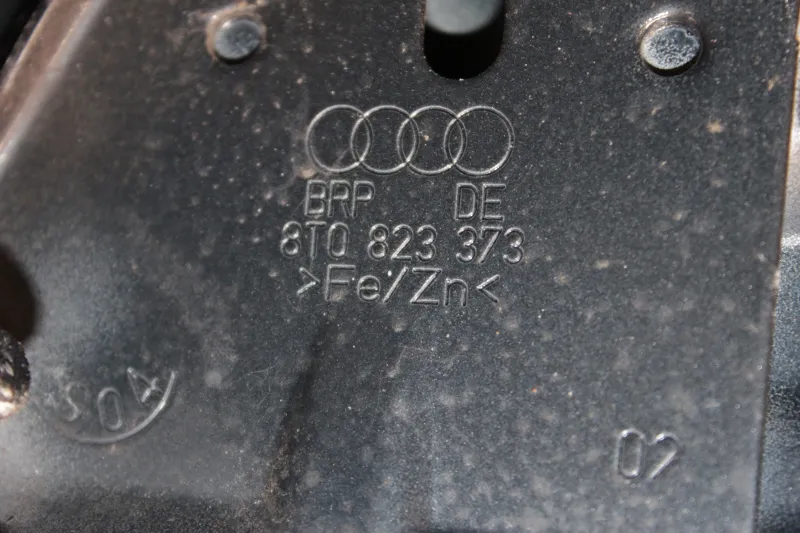 BRP DE
8T0 823 373
>Fe/Zn<
02